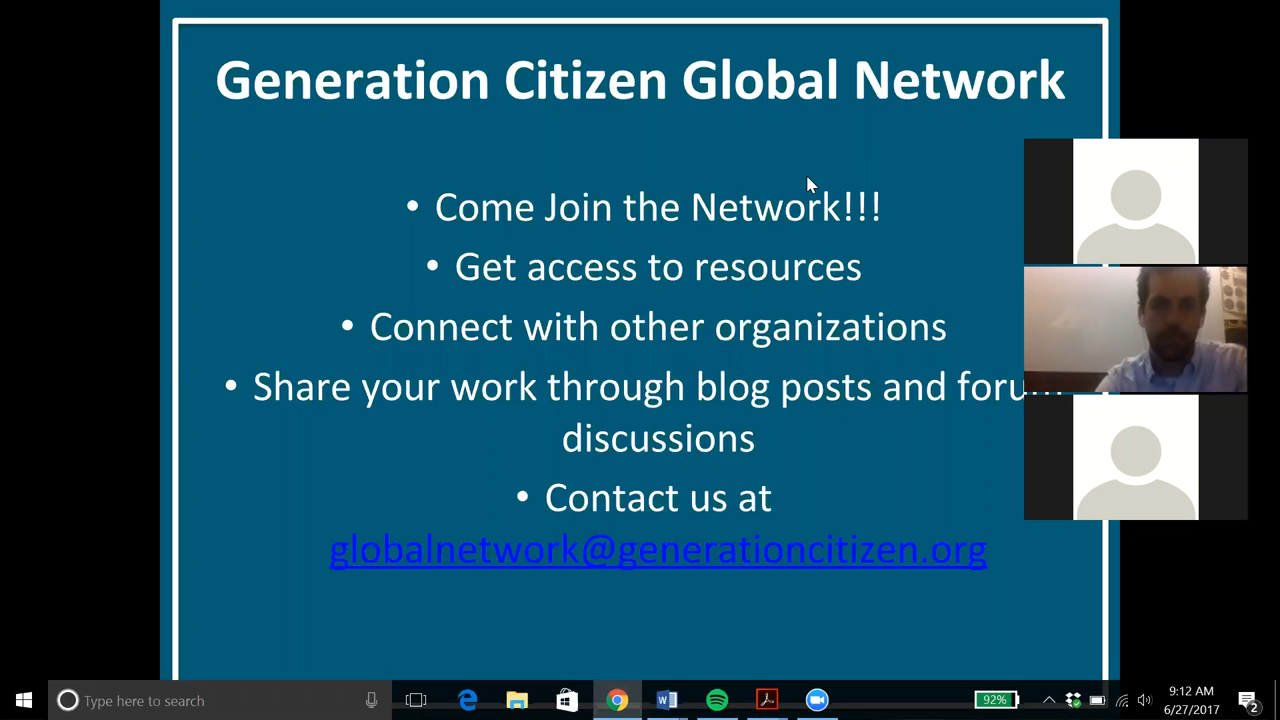 Generation Citizen Global Network
• Come Join the Network!!!
• Get access to resources
• Connect with other organizations
• Share your work through blog posts and
discussions
• Contact us at
globalnetwork@generationcitizen.org
Type here to search
92%
9:12 AM
6/27/2017
2